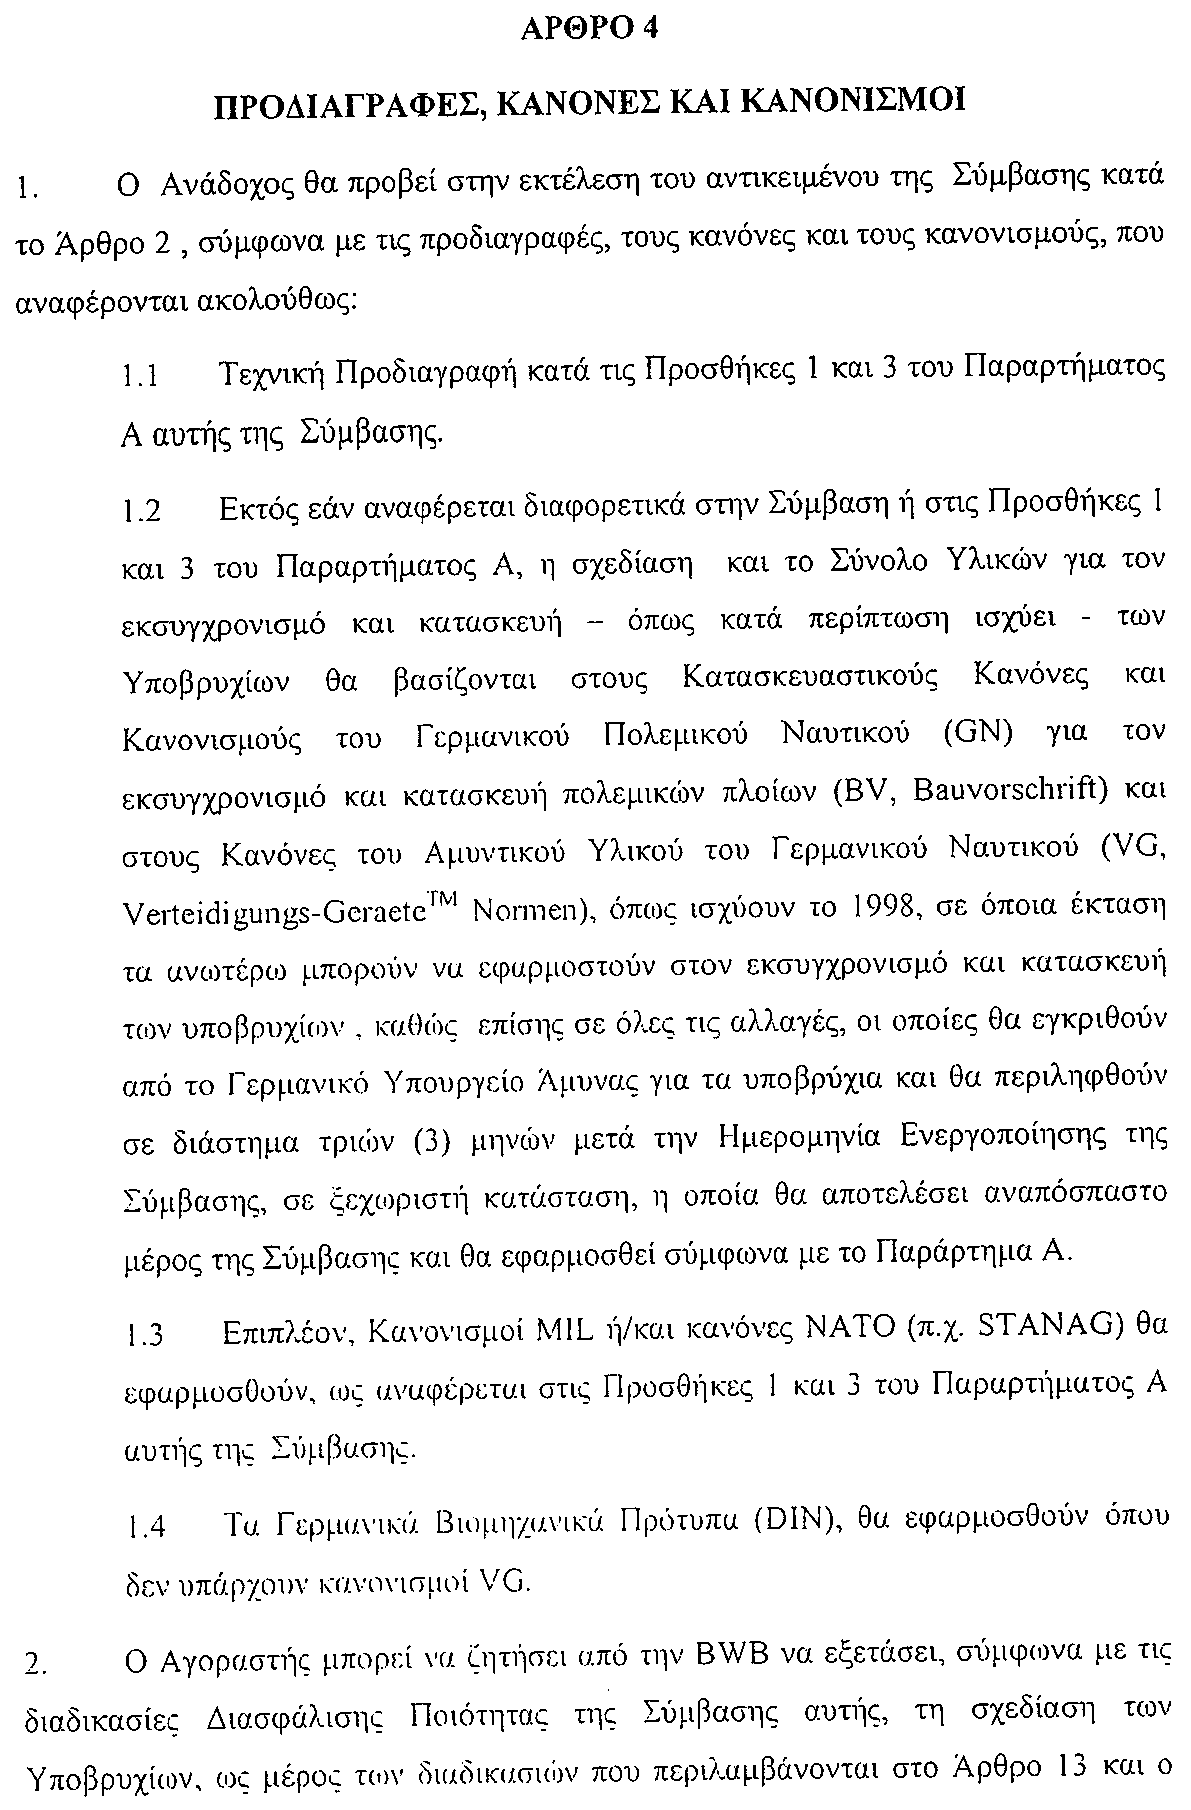 ΑΡΘΡΟ 4
ΠΡΟΔΙΑΓΡΑΦΕΣ, ΚΑΝΟΝΕΣ ΚΑΙ ΚΑΝΟΝΙΣΜΟΙ
1. Ο Ανάδοχος θα προβεί στην εκτέλεση του αντικειμένου της Σύμβασης κατά
το Άρθρο 2 , σύμφωνα με τις προδιαγραφές, τους κανόνες και τους κανονισμούς, που
αναφέρονται ακολούθως:
1.1 Τεχνική Προδιαγραφή κατά τις Προσθήκες 1 και 3 του Παραρτήματος
Α αυτής της Σύμβασης.
1.2 Εκτός εάν αναφέρεται διαφορετικά στην Σύμβαση ή στις Προσθήκες 1
και 3 του Παραρτήματος Α, η σχεδίαση και το Σύνολο Υλικών για τον
εκσυγχρονισμό και κατασκευή – όπως κατά περίπτωση ισχύει - των
Υποβρυχίων θα βασίζονται στους Κατασκευαστικούς Κανόνες και
Κανονισμούς του Γερμανικού Πολεμικού Ναυτικού (GN) για τον
εκσυγχρονισμό και κατασκευή πολεμικών πλοίων (BV, Bauvorschrift) και
στους Κανόνες του Αμυντικού Υλικού του Γερμανικού Ναυτικού (VG,
Verteidigungs-Geraete™ Normen), όπως ισχύουν το 1998, σε όποια έκταση
τα ανωτέρω μπορούν να εφαρμοστούν στον εκσυγχρονισμό και κατασκευή
των υποβρυχίων , καθώς επίσης σε όλες τις αλλαγές, οι οποίες θα εγκριθούν
από το Γερμανικό Υπουργείο Άμυνας για τα υποβρύχια και θα περιληφθούν
σε διάστημα τριών (3) μηνών μετά την Ημερομηνία Ενεργοποίησης της
Σύμβασης, σε ξεχωριστή κατάσταση, η οποία θα αποτελέσει αναπόσπαστο
μέρος της Σύμβασης και θα εφαρμοσθεί σύμφωνα με το Παράρτημα Α.
1.3 Επιπλέον, Κανονισμοί MIL ή/και κανόνες NATO (π.χ. STANAG) θα
εφαρμοσθούν, ως αναφέρεται στις Προσθήκες 1 και 3 του Παραρτήματος Α
αυτής της Σύμβασης.
1.4 Τα Γερμανικά Βιομηχανικά Πρότυπα (DIN), θα εφαρμοσθούν όπου
δεν υπάρχουν κανονισμοί VG.
2. Ο Αγοραστής μπορεί να ζητήσει από την BWB να εξετάσει, σύμφωνα με τις
διαδικασίες Διασφάλισης Ποιότητας της Σύμβασης αυτής, τη σχεδίαση των
Υποβρυχίων, ως μέρος των διαδικασιών που περιλαμβάνονται στο Άρθρο 13 και ο